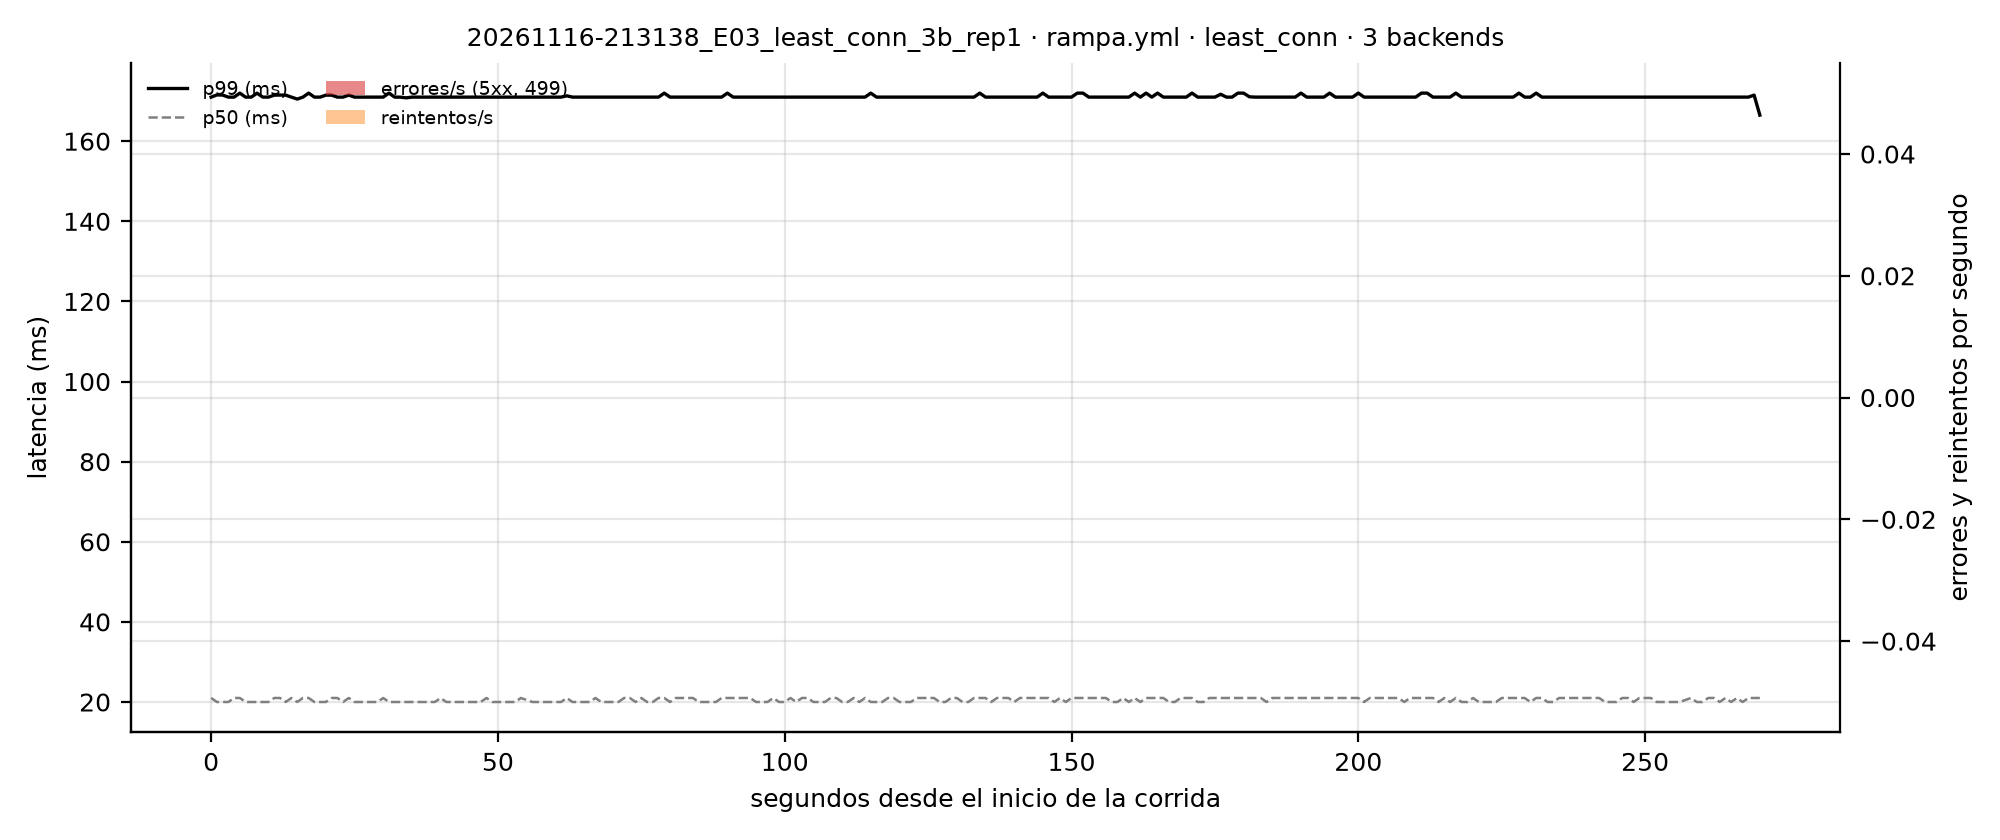 20261116-213138_E03_least_conn_3b_rep1 · rampa.yml · least_conn · 3 backends
p99 (ms)
p50 (ms)
errores/s (5xx, 499)
reintentos/s
latencia (ms)
160
140
120
100
80
60
40
20
0.04
0.02
0.00
−0.02
−0.04
errores y reintentos por segundo
0 50 100 150 200 250
segundos desde el inicio de la corrida